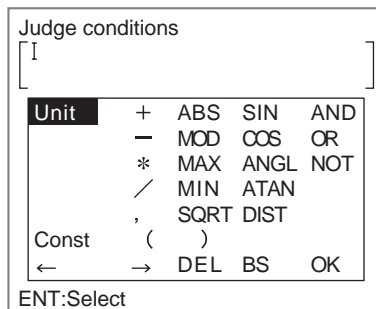 Judge conditions
[I ]
Unit + ABS SIN AND
− MOD COS OR
* MAX ANGL NOT
／ MIN ATAN
, SQRT DIST
Const ( )
← → DEL BS OK
ENT:Select